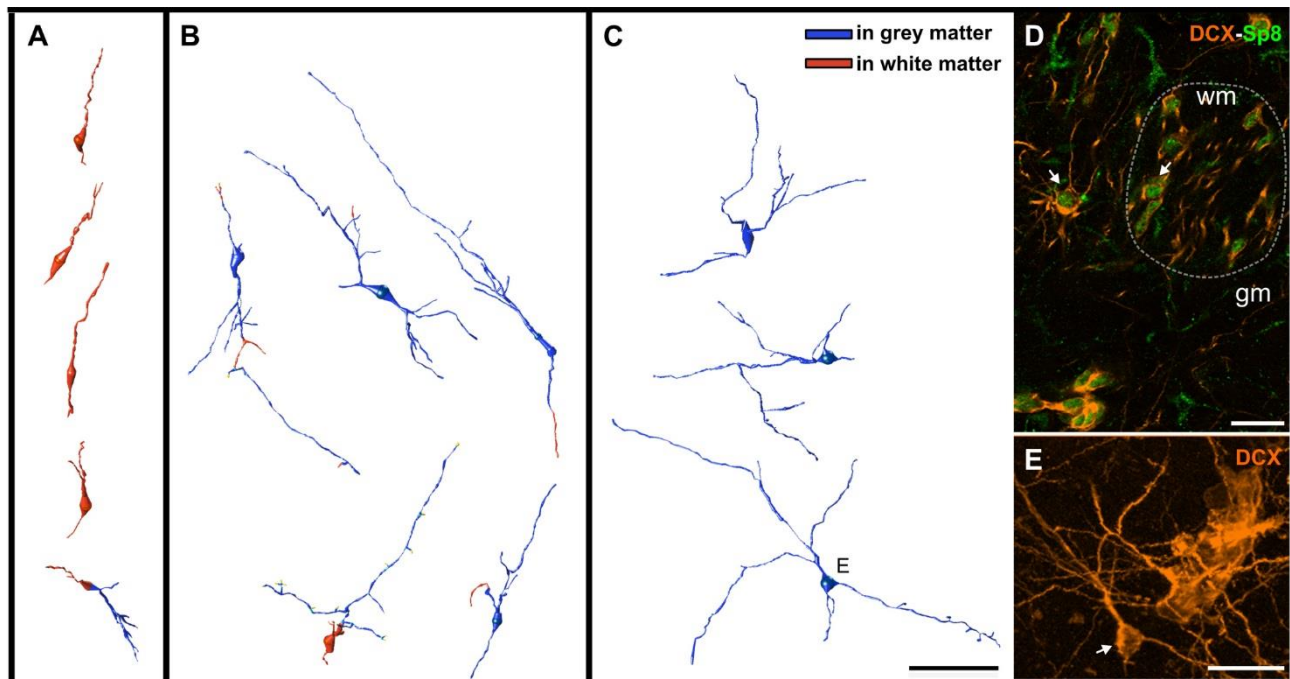 A
B
C
in grey matter
in white matter
E
D
DCX-Sp8
wm
gm
E
DCX